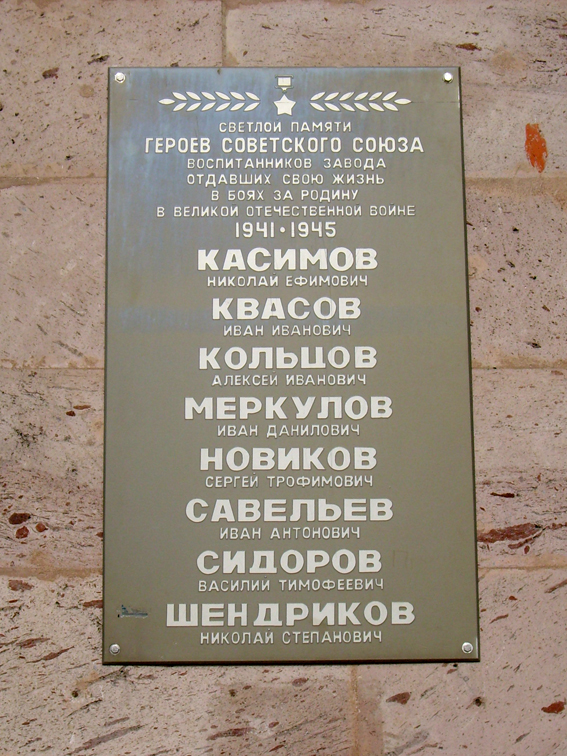 СВЕТЛОЙ ПАМЯТИ
ГЕРОЕВ СОВЕТСКОГО СОЮЗА
ВОСПИТАННИКОВ ЗАВОДА
ОТДАВШИХ СВОЮ ЖИЗНЬ
В БОЯХ ЗА РОДИНУ
В ВЕЛИКОЙ ОТЕЧЕСТВЕННОЙ ВОЙНЕ
1941·1945
КАСИМОВ
НИКОЛАЙ ЕФИМОВИЧ
КВАСОВ
ИВАН ИВАНОВИЧ
КОЛЬЦОВ
АЛЕКСЕЙ ИВАНОВИЧ
МЕРКУЛОВ
ИВАН ДАНИЛОВИЧ
НОВИКОВ
СЕРГЕЙ ТРОФИМОВИЧ
САВЕЛЬЕВ
ИВАН АНТОНОВИЧ
СИДОРОВ
ВАСИЛИЙ ТИМОФЕЕВИЧ
ШЕНДРИКОВ
НИКОЛАЙ СТЕПАНОВИЧ